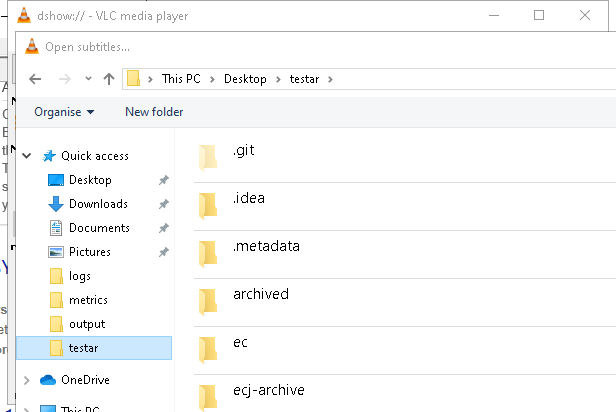 dshow:// - VLC media player
Open subtitles...
This PC > Desktop > testar >
Organise New folder
Quick access
Desktop
Downloads
Documents
Pictures
logs
metrics
output
testar
OneDrive
This PC
.git
.idea
.metadata
archived
ec
ecj-archive